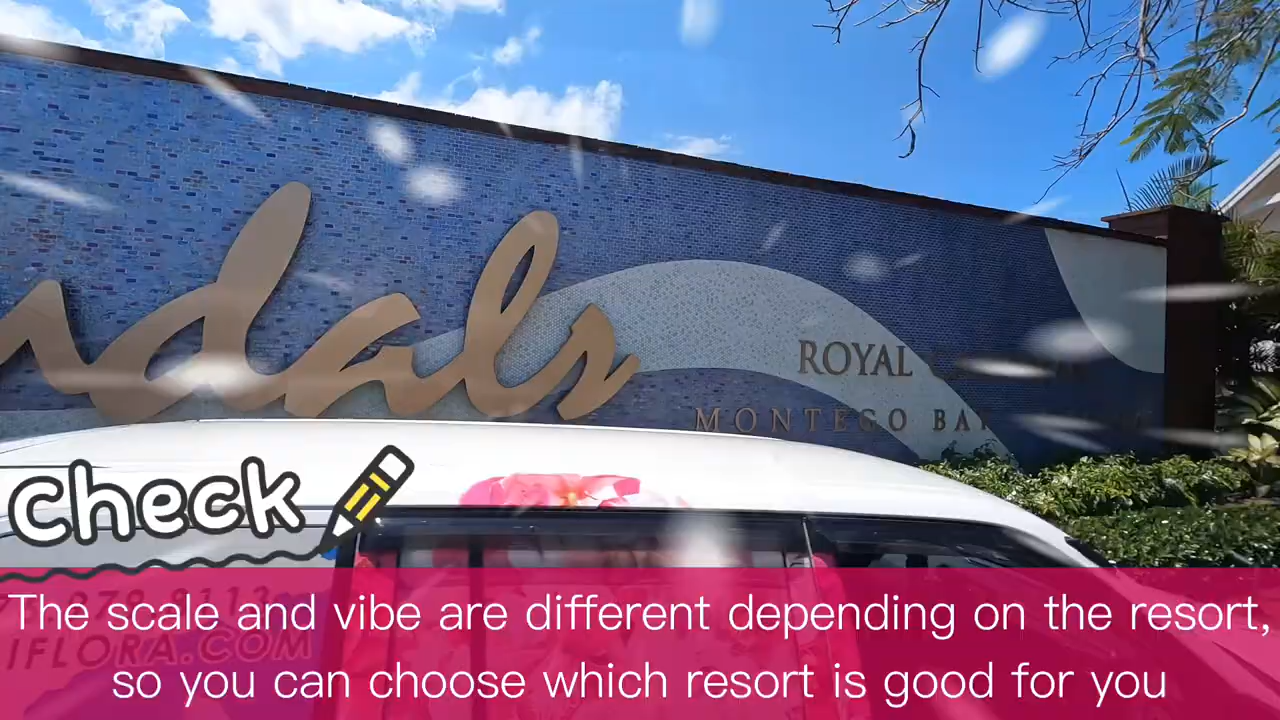 ndals
ROYAL
MONTEGO BAY
Check
IFLORA.COM
The scale and vibe are different depending on the resort,
so you can choose which resort is good for you